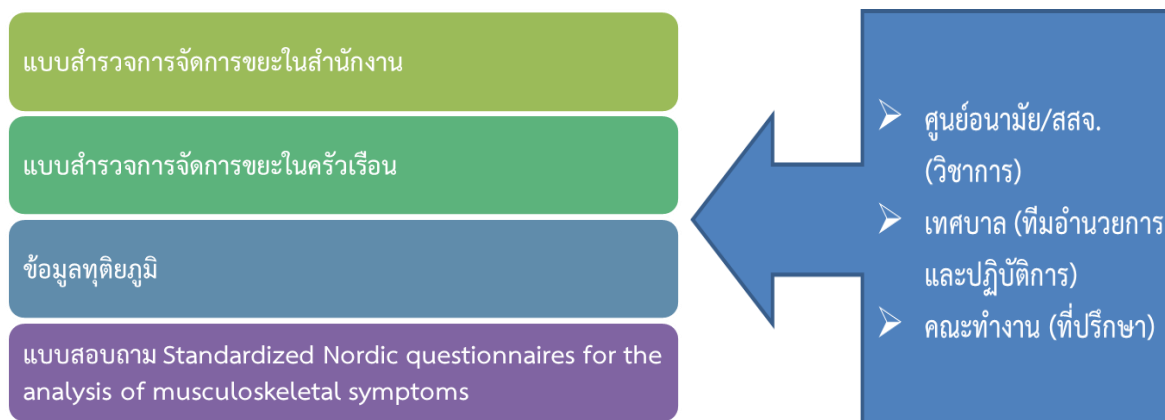 แบบสำรวจการจัดการขยะในสำนักงาน
แบบสำรวจการจัดการขยะในครัวเรือน
ข้อมูลทุติยภูมิ
แบบสอบถาม Standardized Nordic questionnaires for the
analysis of musculoskeletal symptoms
ศูนย์อนามัย/สสจ.
(วิชาการ)
เทศบาล (ทีมอำนวยการ
และปฏิบัติการ)
คณะทำงาน (ที่ปรึกษา)